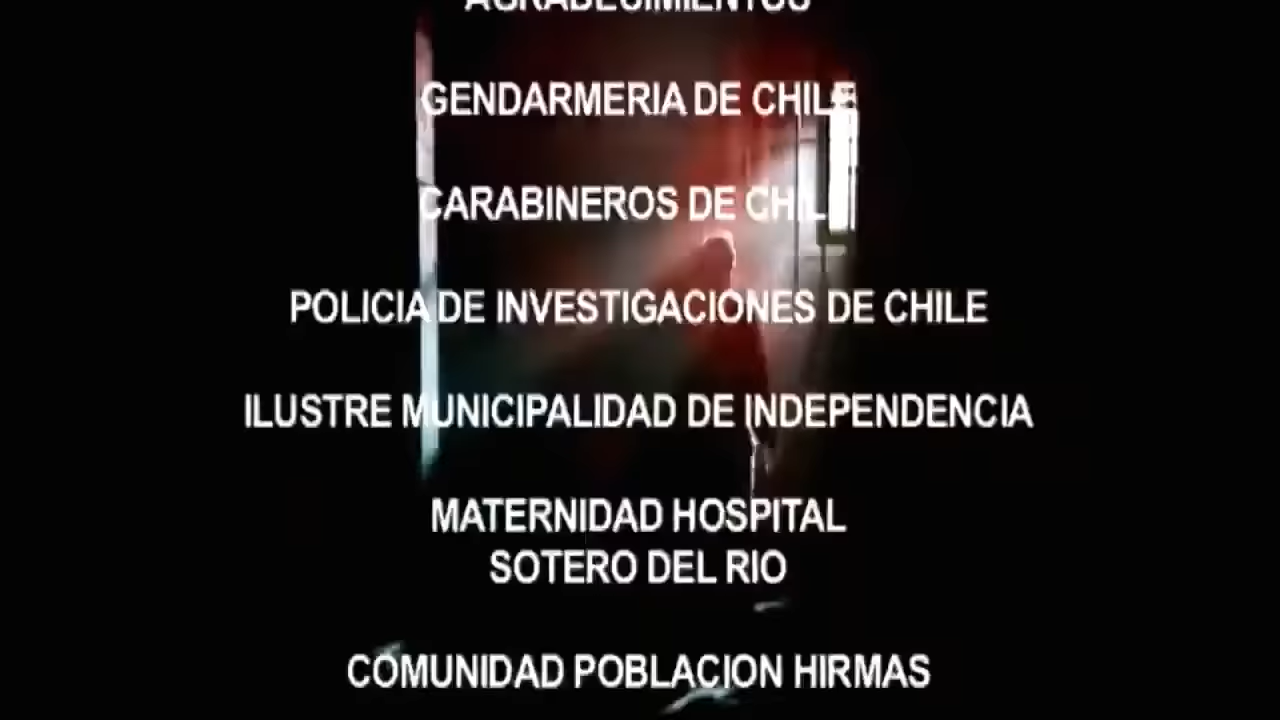 AGRADECIMIENTOS
GENDARMERIA DE CHILE
CARABINEROS DE CHILE
POLICIA DE INVESTIGACIONES DE CHILE
ILUSTRE MUNICIPALIDAD DE INDEPENDENCIA
MATERNIDAD HOSPITAL
SOTERO DEL RIO
COMUNIDAD POBLACION HIRMAS